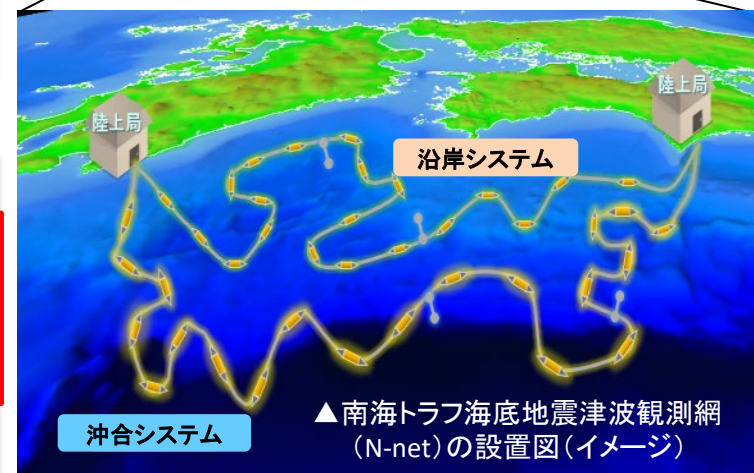 陸上局
陸上局
沿岸システム
沖合システム
▲南海トラフ海底地震津波観測網
（N-net）の設置図（イメージ）